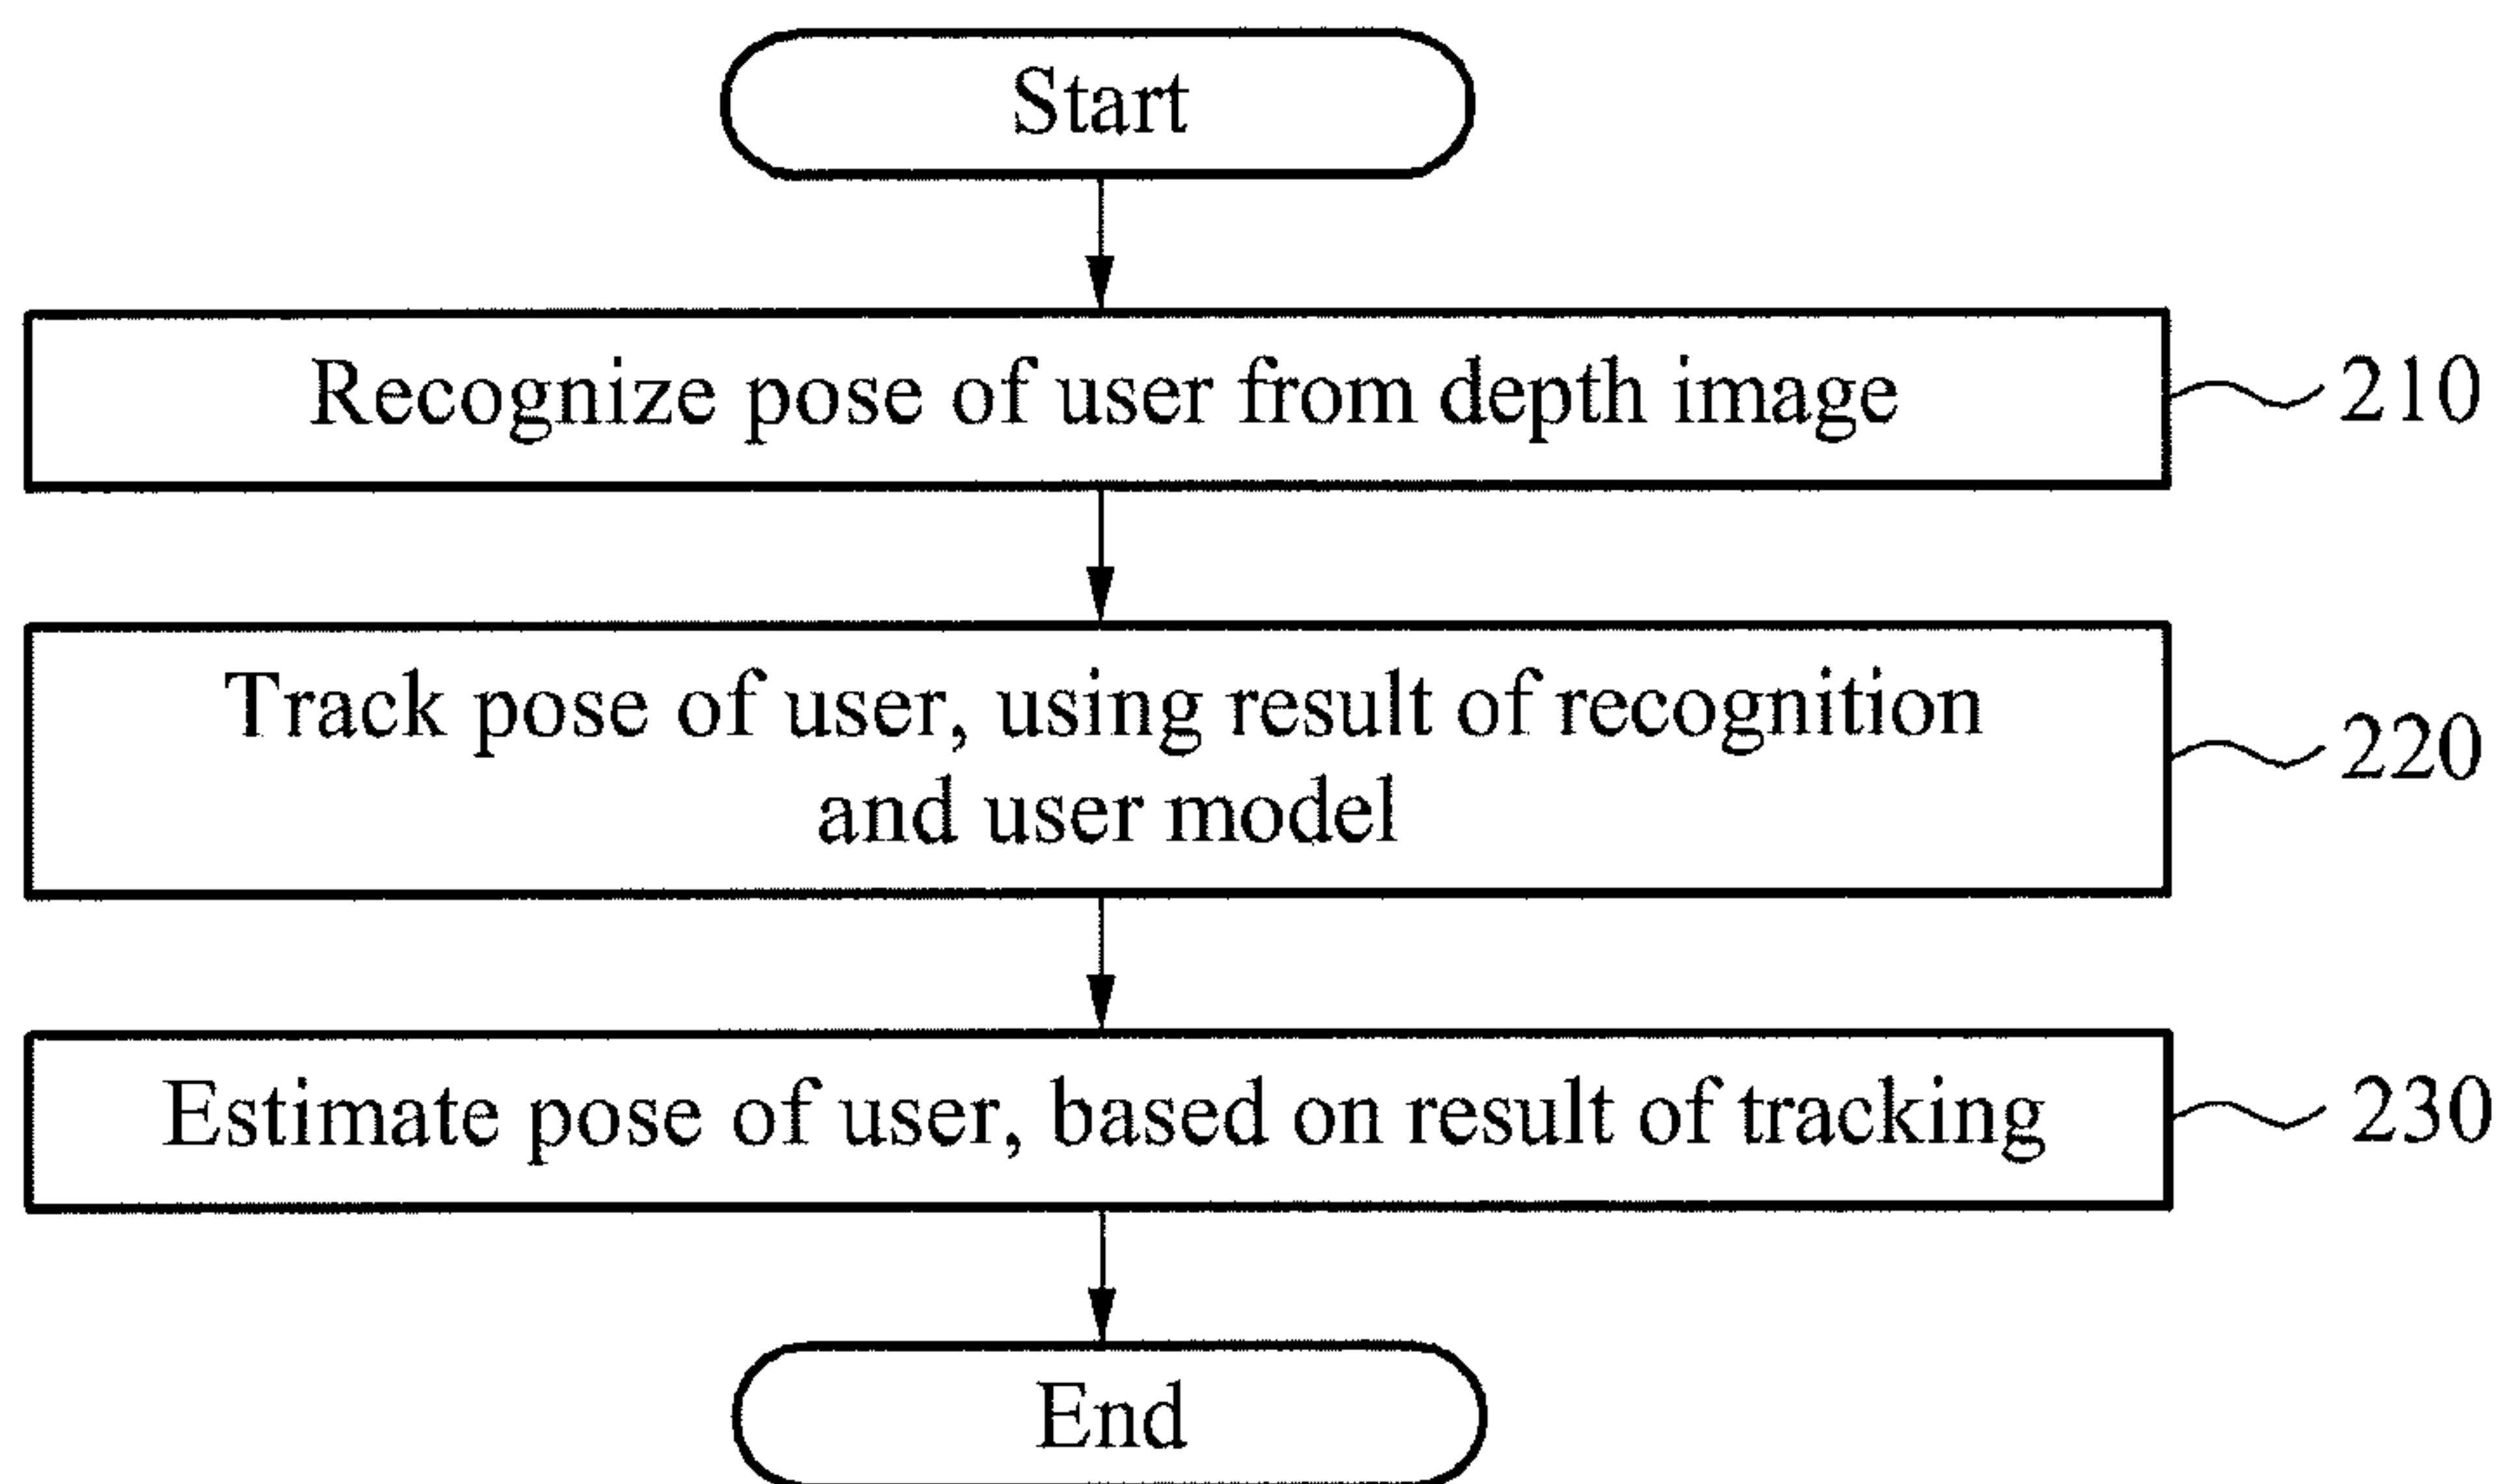 Start
Recognize pose of user from depth image
210
Track pose of user, using result of recognition
and user model
220
Estimate pose of user, based on result of tracking
230
End